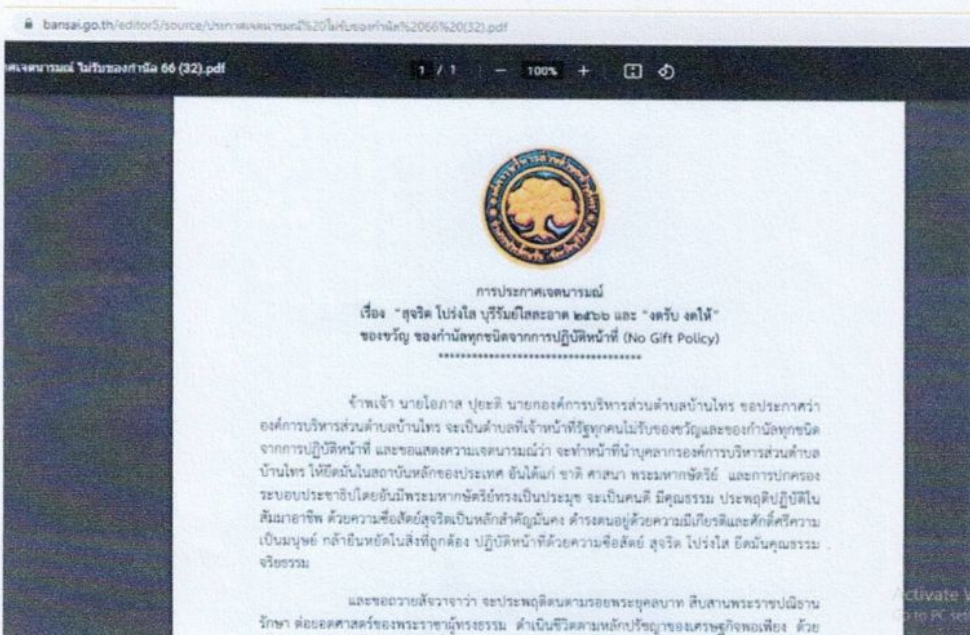 bansai.go.th/editor5/source/ประกาศเจตนารมณ์%20ไม่รับของกำนัล%2066%20(32).pdf
าศเจตนารมณ์ ไม่รับของกำนัล 66 (32).pdf
1 / 1 — 100% +
การประกาศเจตนารมณ์
เรื่อง "สุจริต โปร่งใส บุรีรัมย์ใสสะอาด ๒๕๖๖ และ "งดรับ งดให้"
ของขวัญ ของกำนัลทุกชนิดจากการปฏิบัติหน้าที่ (No Gift Policy)
************************************
ข้าพเจ้า นายโอภาส ปุยะติ นายกองค์การบริหารส่วนตำบลบ้านไทร ขอประกาศว่า
องค์การบริหารส่วนตำบลบ้านไทร จะเป็นตำบลที่เจ้าหน้าที่รัฐทุกคนไม่รับของขวัญและของกำนัลทุกชนิด
จากการปฏิบัติหน้าที่ และขอแสดงความเจตนารมณ์ว่า จะทำหน้าที่นำบุคลากรองค์การบริหารส่วนตำบล
บ้านไทร ให้ยึดมั่นในสถาบันหลักของประเทศ อันได้แก่ ชาติ ศาสนา พระมหากษัตริย์ และการปกครอง
ระบอบประชาธิปไตยอันมีพระมหากษัตริย์ทรงเป็นประมุข จะเป็นคนดี มีคุณธรรม ประพฤติปฏิบัติใน
สัมมาอาชีพ ด้วยความซื่อสัตย์สุจริตเป็นหลักสำคัญมั่นคง ดำรงตนอยู่ด้วยความมีเกียรติและศักดิ์ศรีความ
เป็นมนุษย์ กล้ายืนหยัดในสิ่งที่ถูกต้อง ปฏิบัติหน้าที่ด้วยความซื่อสัตย์ สุจริต โปร่งใส ยึดมั่นคุณธรรม
จริยธรรม
และขอถวายสัจวาจาว่า จะประพฤติตนตามรอยพระยุคลบาท สืบสานพระราชปณิธาน
รักษา ต่อยอดศาสตร์ของพระราชาผู้ทรงธรรม ดำเนินชีวิตตามหลักปรัชญาของเศรษฐกิจพอเพียง ด้วย
Activate W
Go to PC set